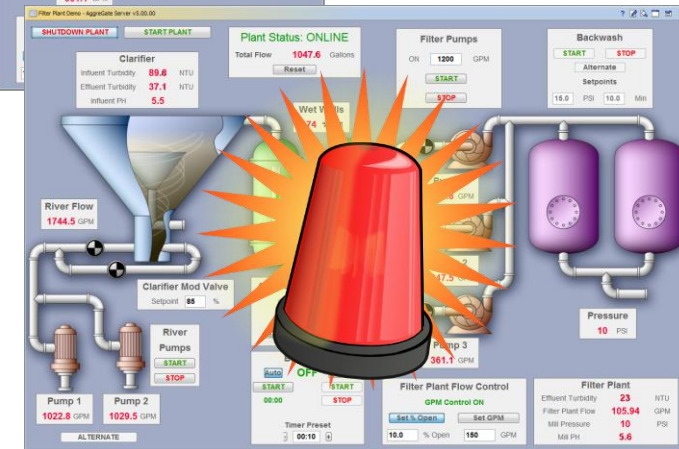 Filter Plant Demo - AggreGate Server v5.00.00
SHUTDOWN PLANT
START PLANT
Plant Status: ONLINE
Total Flow 1047.6 Gallons
Reset
Clarifier
Influent Turbidity 89.6 NTU
Effluent Turbidity 37.1 NTU
Influent PH 5.5
Filter Pumps
ON 1200 GPM
START
STOP
Backwash
START STOP
Alternate
Setpoints
15.0 PSI 10.0 Min
River Flow
1744.5 GPM
Clarifier Mod Valve
Setpoint 85 %
River
Pumps
START
STOP
Pump 1
1022.8 GPM
Pump 2
1029.5 GPM
ALTERNATE
Auto OFF
START START
00:00 STOP
Timer Preset
00:10
Pump 3
361.1 GPM
Pressure
10 PSI
Filter Plant Flow Control
GPM Control ON
Set % Open Set GPM
10.0 % Open 150 GPM
Filter Plant
Effluent Turbidity 23 NTU
Filter Plant Flow 105.94 GPM
Mill Pressure 10 PSI
Mill PH 5.6